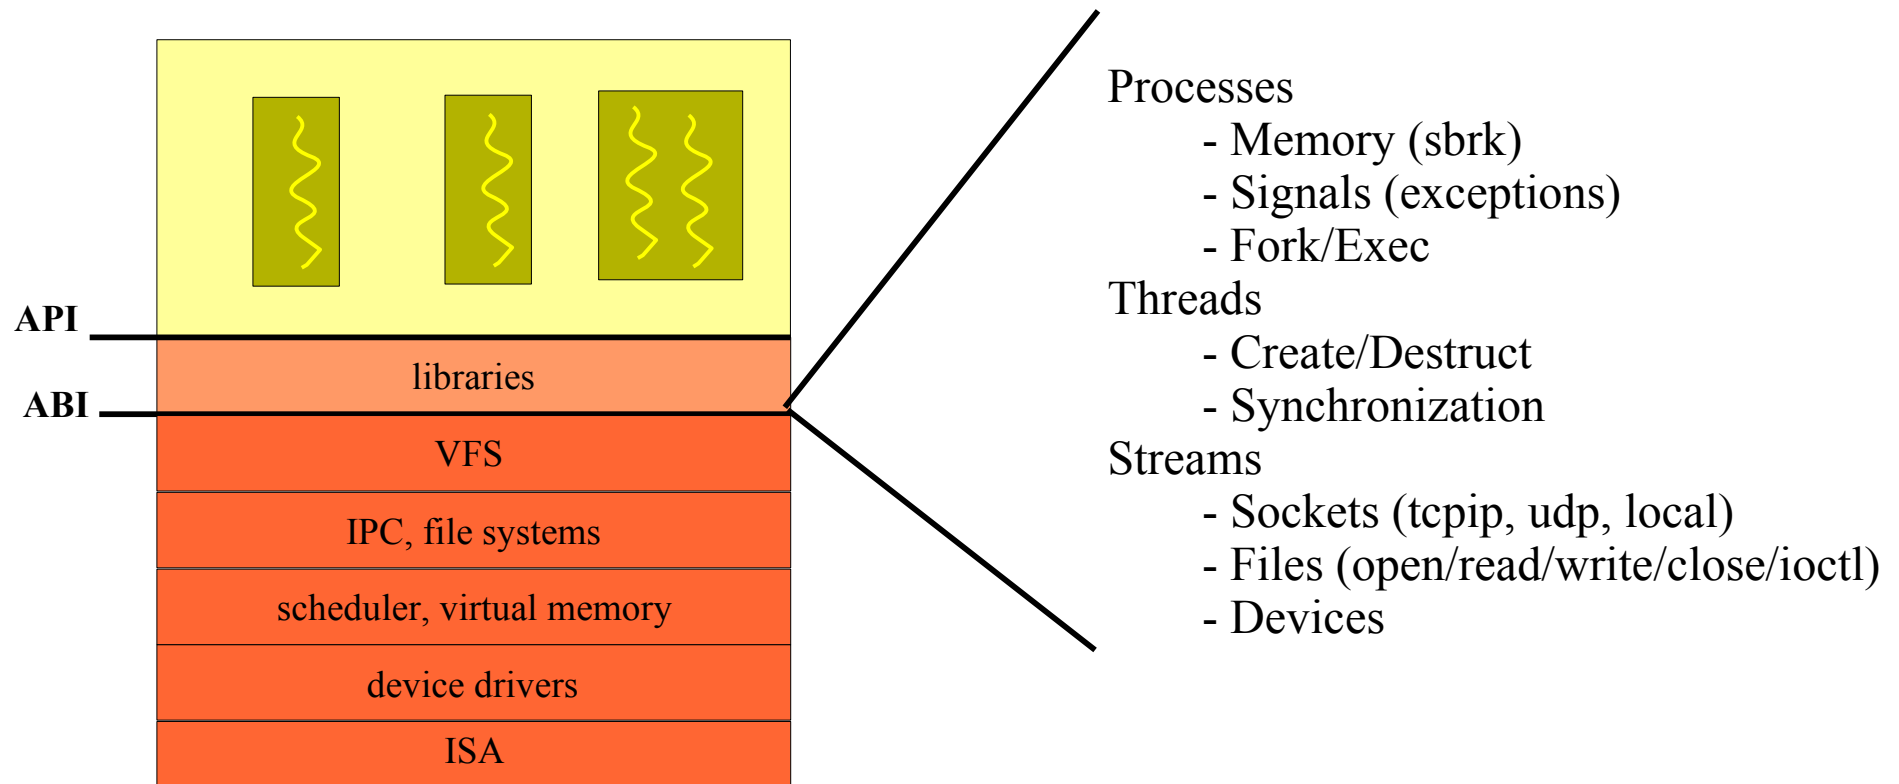 API
libraries
ABI
VFS
IPC, file systems
scheduler, virtual memory
device drivers
ISA
Processes
- Memory (sbrk)
- Signals (exceptions)
- Fork/Exec
Threads
- Create/Destruct
- Synchronization
Streams
- Sockets (tcpip, udp, local)
- Files (open/read/write/close/ioctl)
- Devices